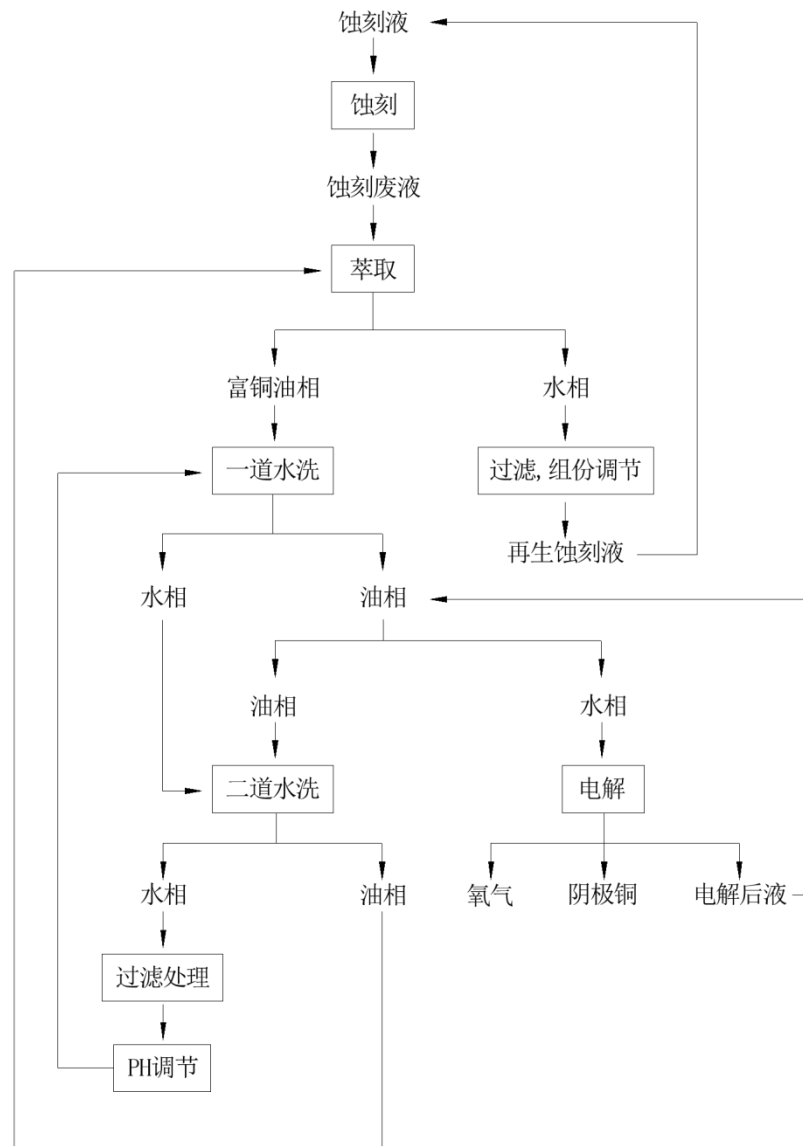 蚀刻液
蚀刻
蚀刻废液
萃取
富铜油相
水相
一道水洗
过滤,组份调节
再生蚀刻液
水相
油相
油相
水相
二道水洗
电解
水相
油相
氧气
阴极铜
电解后液
过滤处理
PH调节